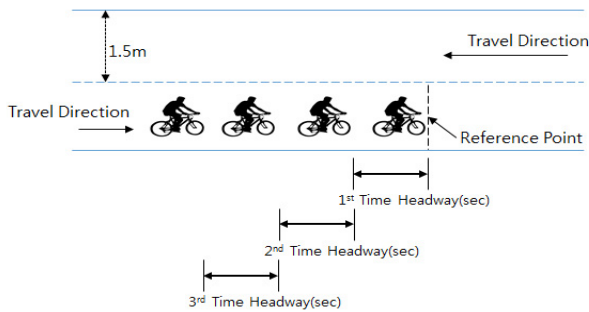 1.5m
Travel Direction
Travel Direction
Reference Point
1st Time Headway(sec)
2nd Time Headway(sec)
3rd Time Headway(sec)